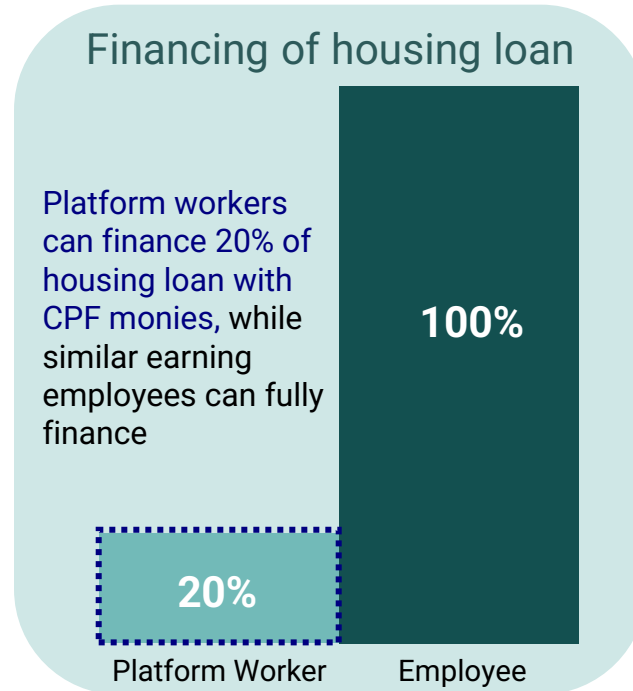 Financing of housing loan
Platform workers
can finance 20% of
housing loan with
CPF monies, while
similar earning
employees can fully
finance
100%
20%
Platform Worker
Employee